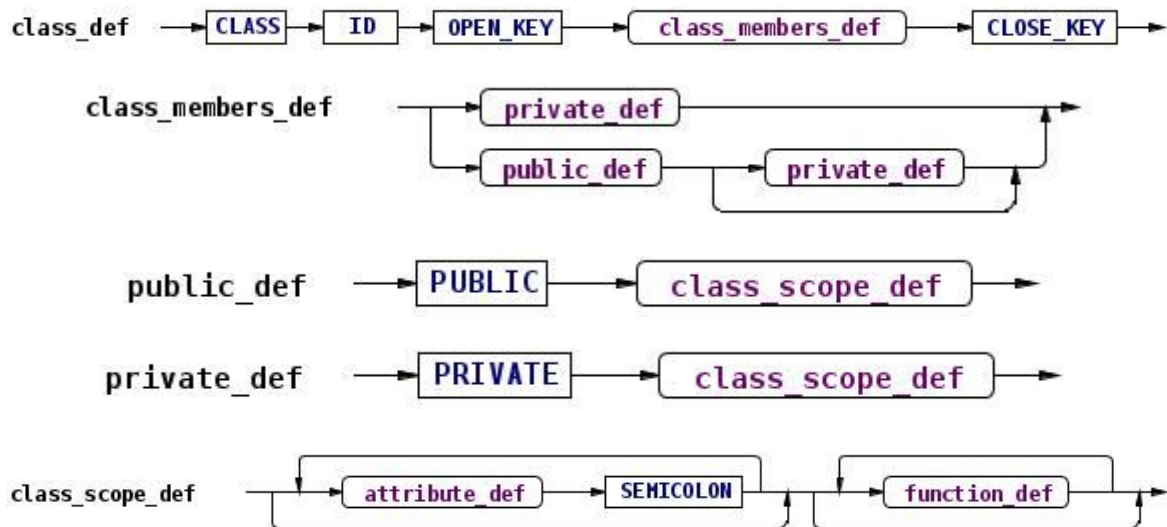 class_def CLASS ID OPEN_KEY class_members_def CLOSE_KEY
class_members_def private_def
public_def private_def
public_def PUBLIC class_scope_def
private_def PRIVATE class_scope_def
class_scope_def attribute_def SEMICOLON function_def